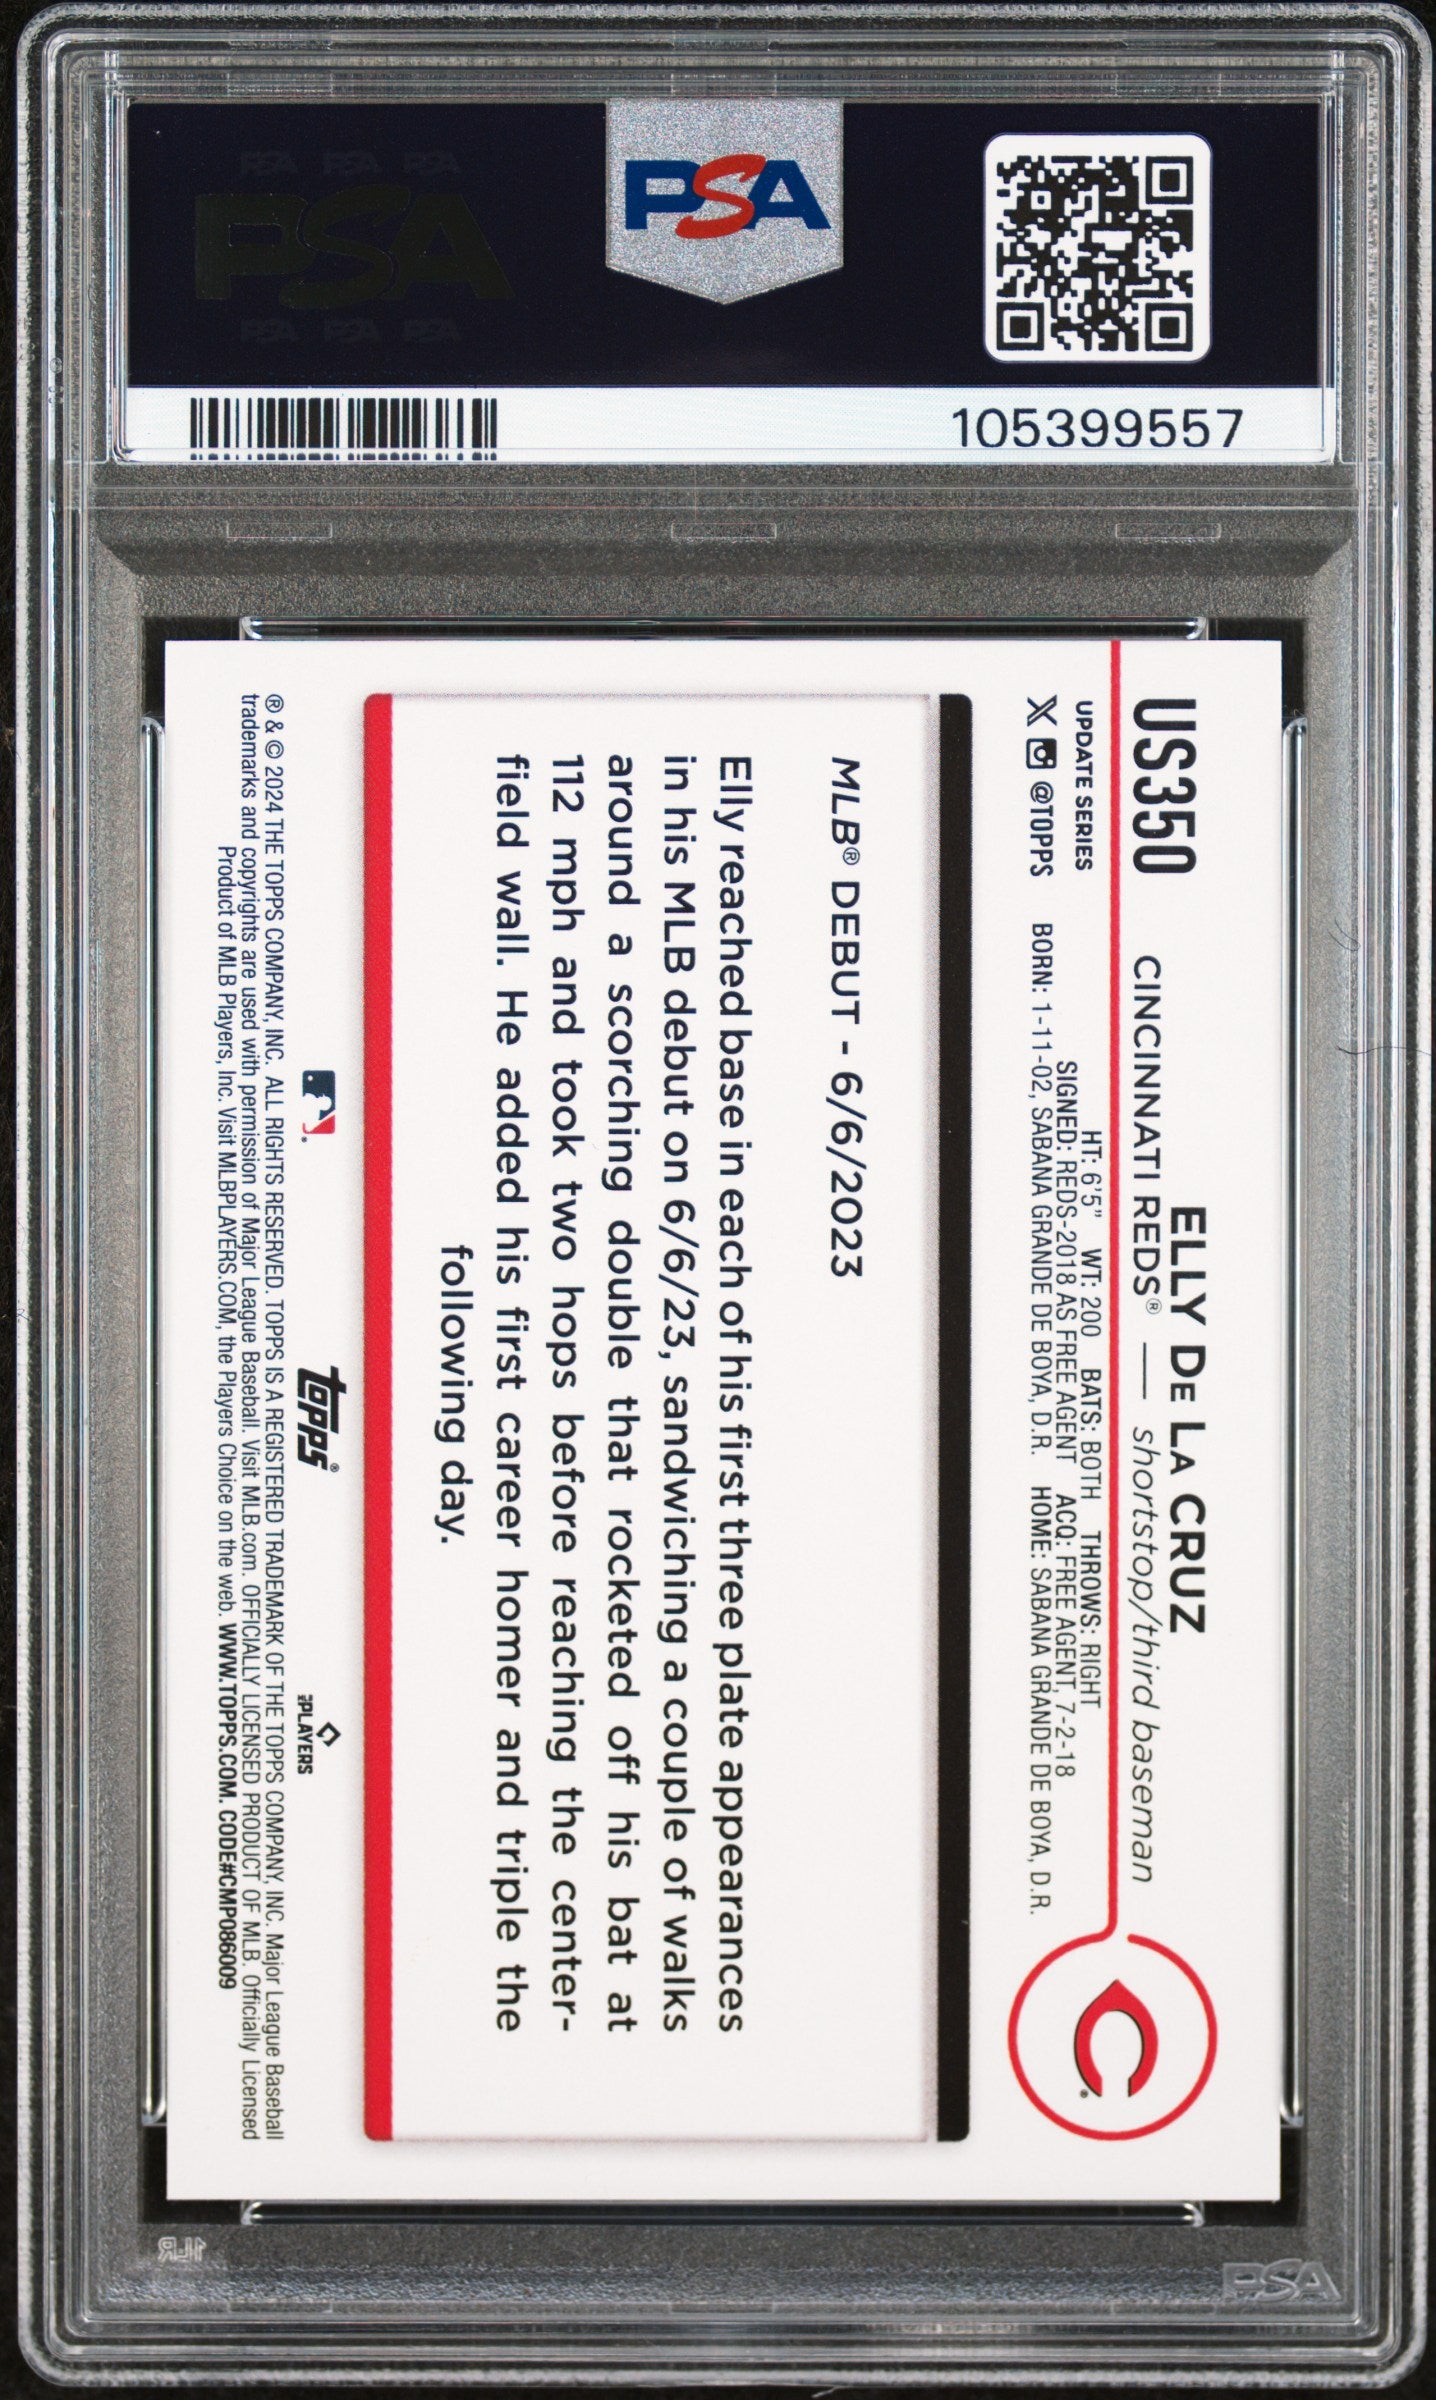 PSA PSA PSA
PSA
PSA PSA PSA
PSA
105399557
US350
ELLY DE LA CRUZ
CINCINNATI REDS® — shortstop/third baseman
UPDATE SERIES
HT: 6'5" WT: 200 BATS: BOTH THROWS: RIGHT
SIGNED: REDS-2018 AS FREE AGENT ACQ: FREE AGENT, 7-2-18
@TOPPS BORN: 1-11-02, SABANA GRANDE DE BOYA, D.R. HOME: SABANA GRANDE DE BOYA, D.R.
C
MLB® DEBUT - 6/6/2023
Elly reached base in each of his first three plate appearances
in his MLB debut on 6/6/23, sandwiching a couple of walks
around a scorching double that rocketed off his bat at
112 mph and took two hops before reaching the center-
field wall. He added his first career homer and triple the
following day.
topps®
PLAYERS
® & © 2024 THE TOPPS COMPANY, INC. ALL RIGHTS RESERVED. TOPPS IS A REGISTERED TRADEMARK OF THE TOPPS COMPANY, INC. Major League Baseball
trademarks and copyrights are used with permission of Major League Baseball. Visit MLB.com. OFFICIALLY LICENSED PRODUCT OF MLB. Officially Licensed
Product of MLB Players, Inc. Visit MLBPLAYERS.COM, the Players Choice on the web. WWW.TOPPS.COM. CODE#CMP086009
PSA